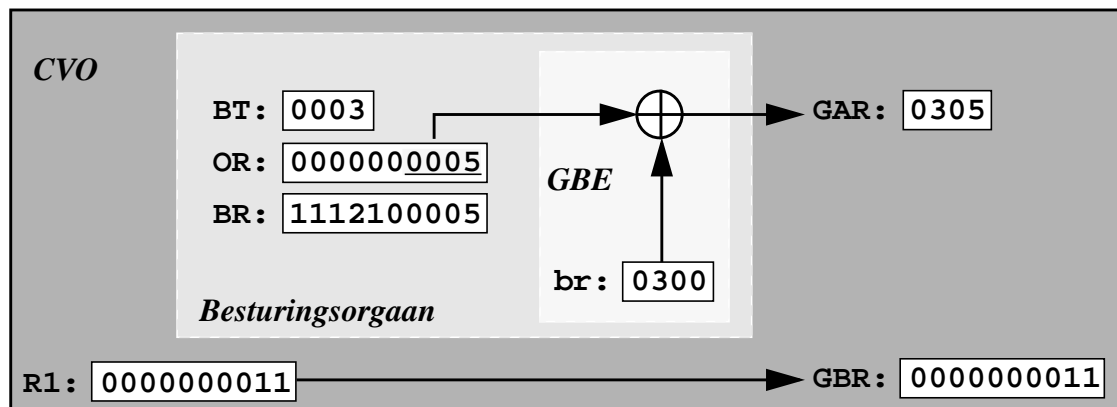 CVO
BT: 0003
GAR: 0305
OR: 0000000005
GBE
BR: 1112100005
br: 0300
Besturingsorgaan
R1: 0000000011
GBR: 0000000011